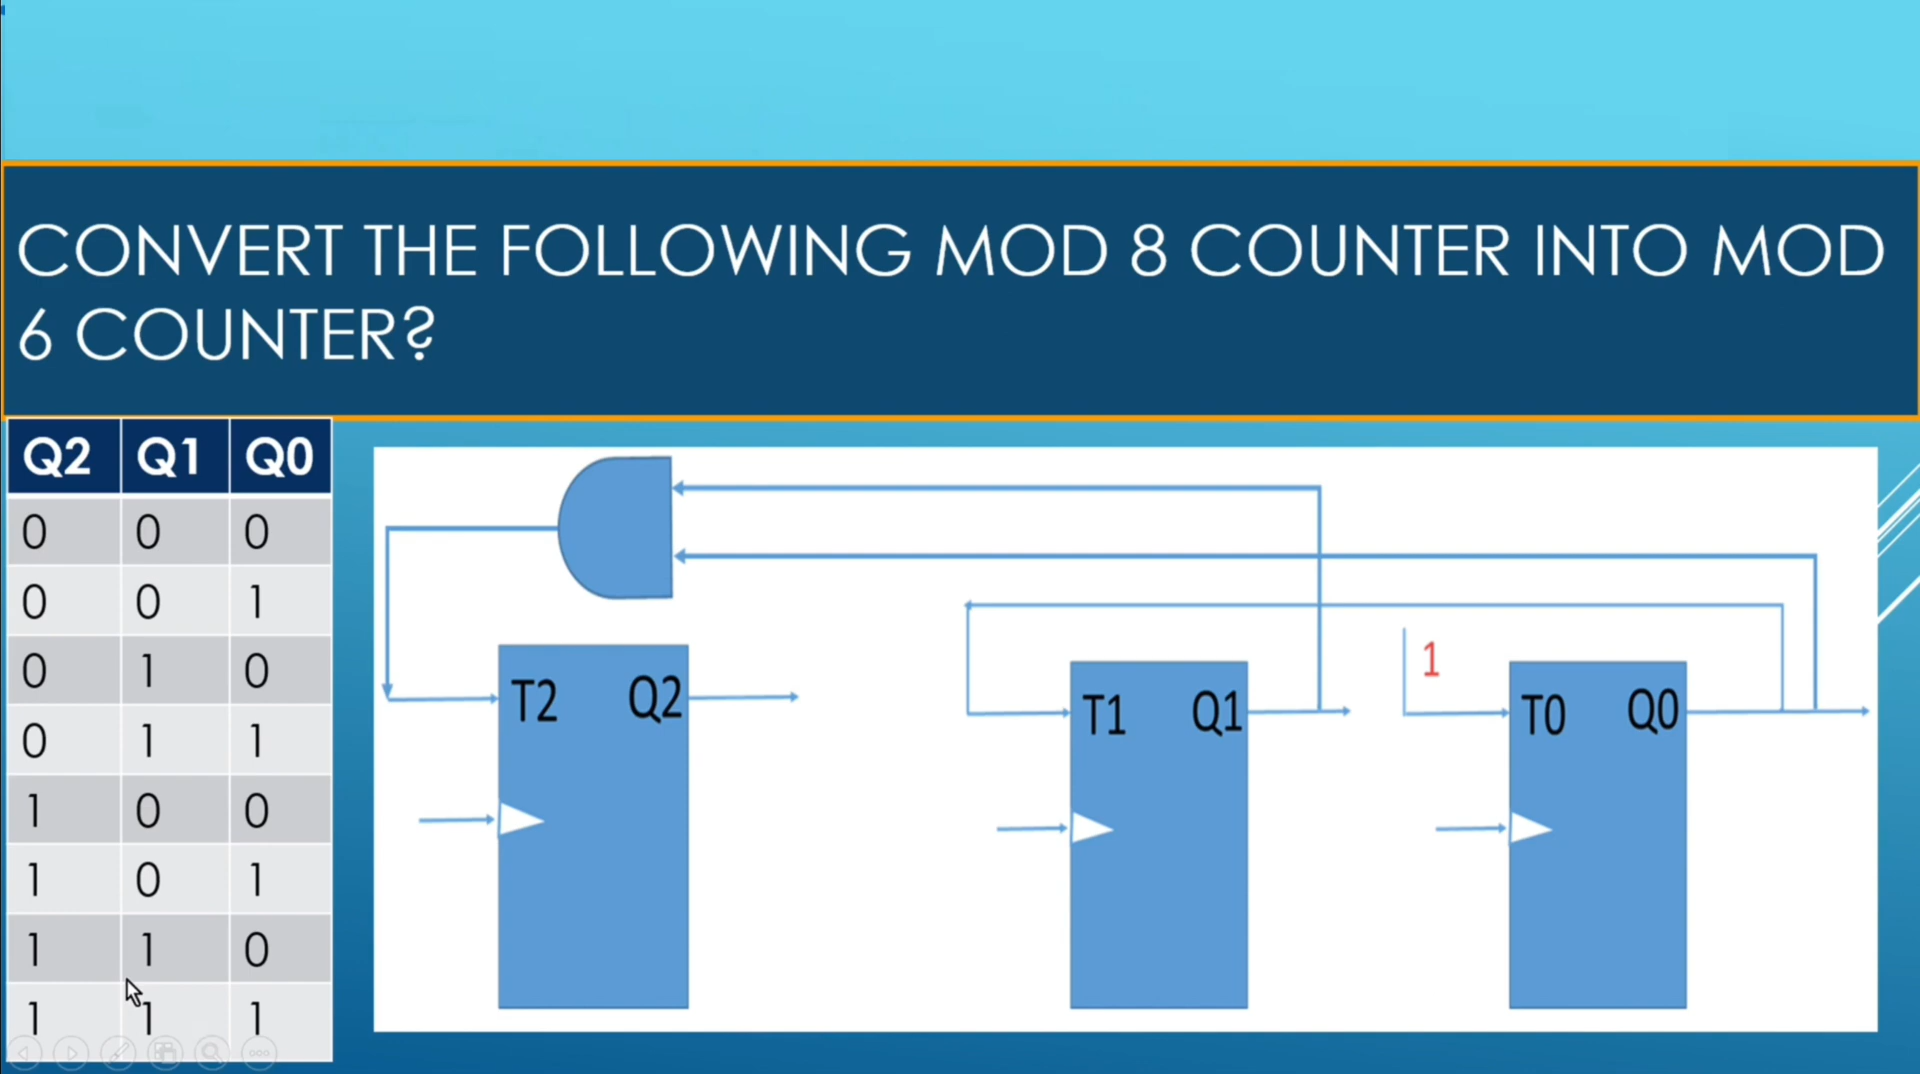 CONVERT THE FOLLOWING MOD 8 COUNTER INTO MOD
6 COUNTER?
Q2 Q1 Q0
0 0 0
0 0 1
0 1 0
0 1 1
1 0 0
1 0 1
1 1 0
1 1 1
1
T2 Q2
T1 Q1
T0 Q0